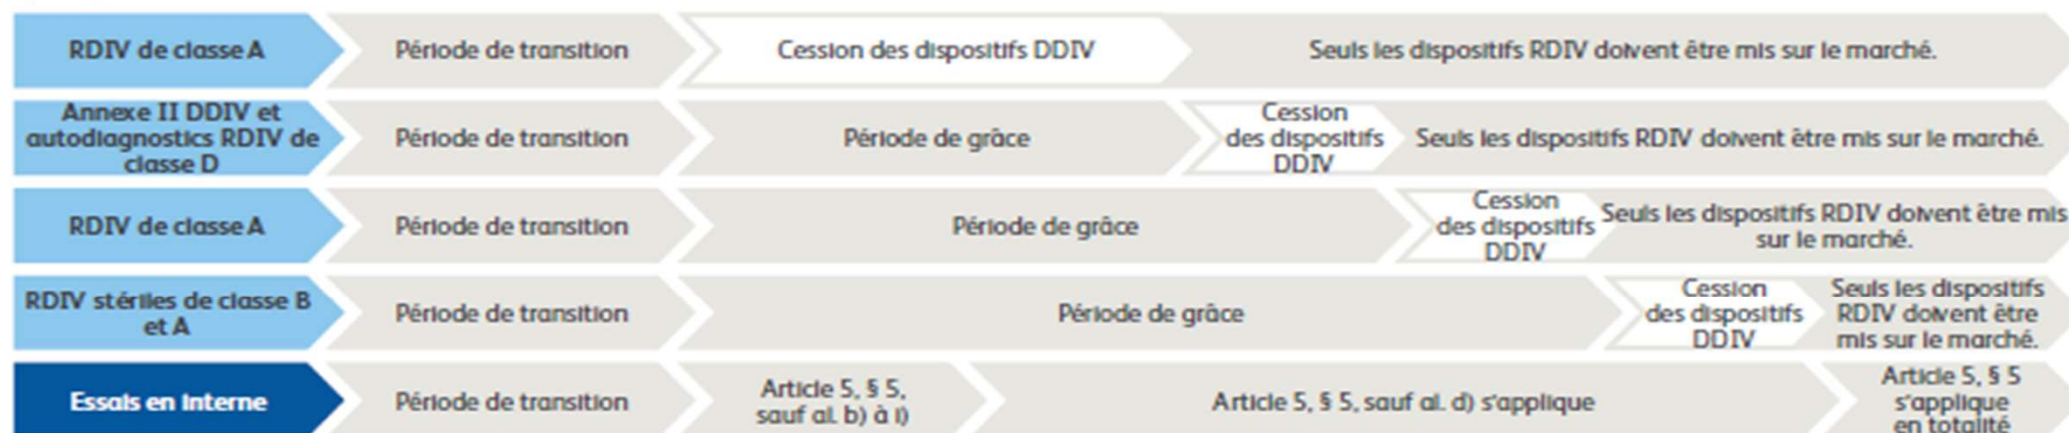 RDIV de classe A
Période de transition
Cession des dispositifs DDIV
Seuls les dispositifs RDIV doivent être mis sur le marché.
Annexe II DDIV et
autodiagnostics RDIV de
classe D
Période de transition
Période de grâce
Cession
des dispositifs
DDIV
Seuls les dispositifs RDIV doivent être mis sur le marché.
RDIV de classe A
Période de transition
Période de grâce
Cession
des dispositifs
DDIV
Seuls les dispositifs RDIV doivent être mis
sur le marché.
RDIV stériles de classe B
et A
Période de transition
Période de grâce
Cession
des dispositifs
DDIV
Seuls les dispositifs
RDIV doivent être
mis sur le marché.
Essais en interne
Période de transition
Article 5, § 5,
sauf al. b) à i)
Article 5, § 5, sauf al. d) s'applique
Article 5, § 5
s'applique
en totalité